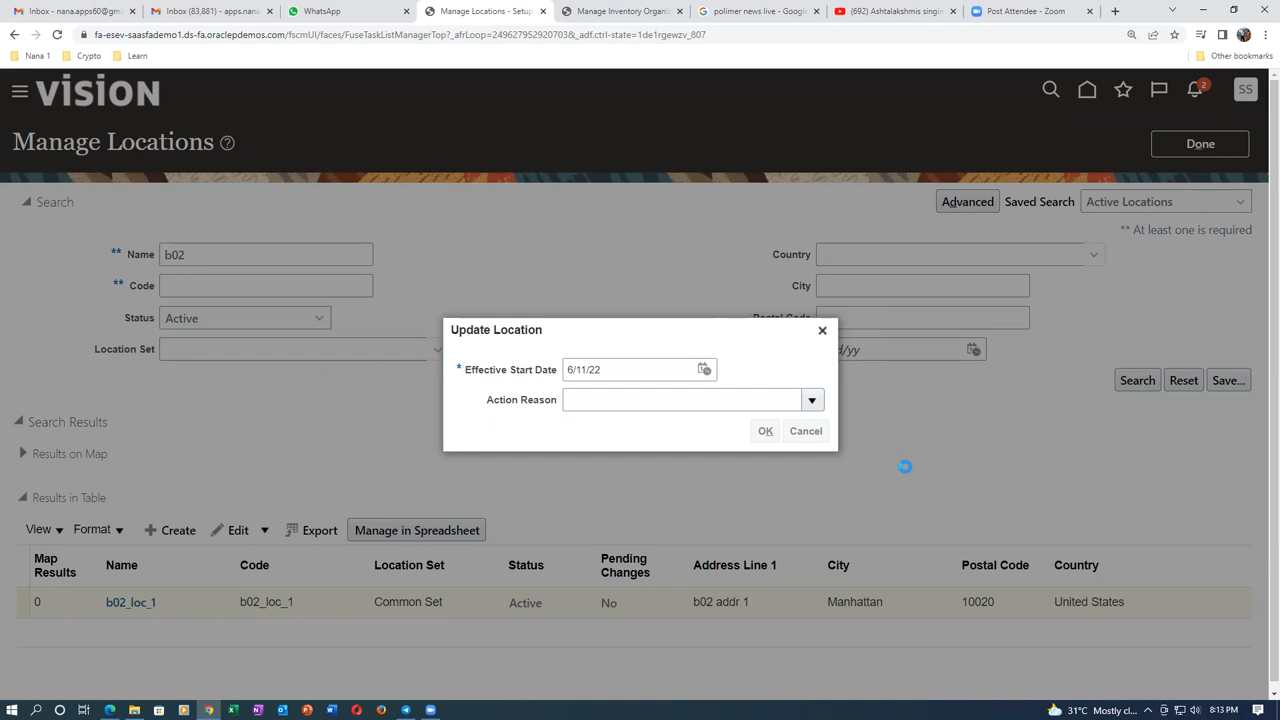 Inbox - nana.apps60@gma
Inbox (83,881) - apps.nana
WhatsApp
Manage Locations - Setup
Manage Inventory Organiz
polimer news live - Google
(692) Ashtalakshmis singin
Post Attendee - Zoom
fa-esev-saasfademo1.ds-fa.oraclepdemos.com/fscmUI/faces/FuseTaskListManagerTop?_afrLoop=24962795292070​3&_adf.ctrl-state=1de1rgewzv_807
Nana 1
Crypto
Learn
Other bookmarks
VISION
2
SS
Manage Locations
Done
Search
Advanced
Saved Search
Active Locations
** At least one is required
** Name b02
Country
** Code
City
Status Active
Location Set
d/yy
Search
Reset
Save...
Update Location
* Effective Start Date 6/11/22
Action Reason
OK
Cancel
Search Results
Results on Map
Results in Table
View
Format
Create
Edit
Export
Manage in Spreadsheet
Map Results
Name
Code
Location Set
Status
Pending Changes
Address Line 1
City
Postal Code
Country
0
b02_loc_1
b02_loc_1
Common Set
Active
No
b02 addr 1
Manhattan
10020
United States
31°C Mostly cl...
8:13 PM